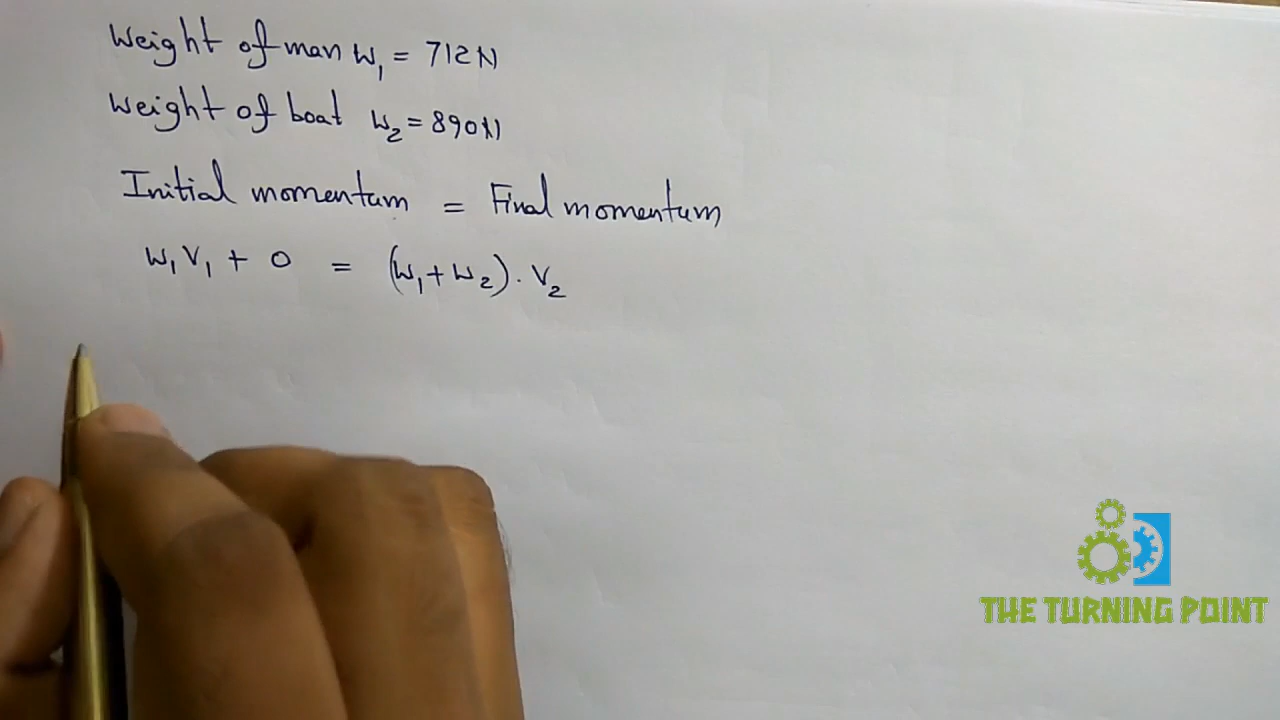 Weight of man W₁ = 712N
Weight of boat W₂ = 890N
Initial momentum = Final momentum
W₁V₁ + 0 = (W₁ + W₂) . V₂
THE TURNING POINT